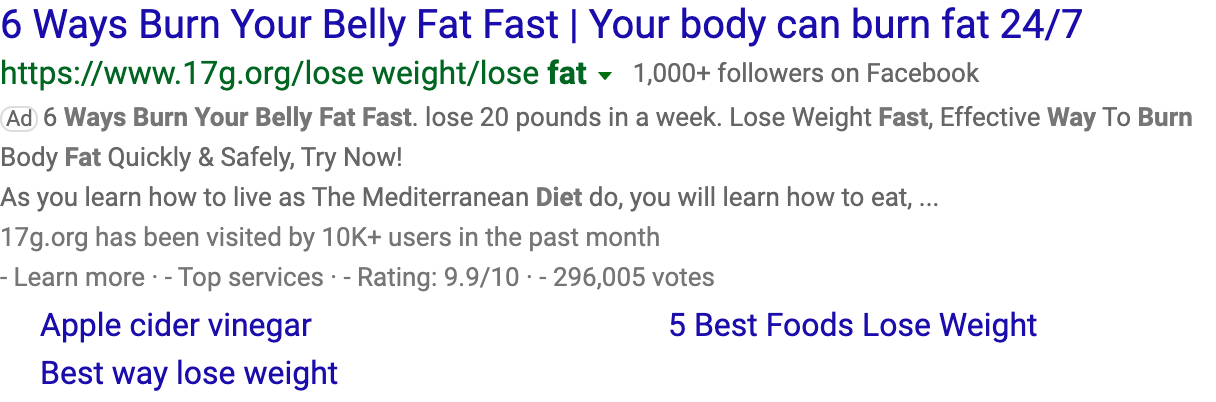 6 Ways Burn Your Belly Fat Fast | Your body can burn fat 24/7
https://www.17g.org/lose weight/lose fat 1,000+ followers on Facebook
Ad 6 Ways Burn Your Belly Fat Fast. lose 20 pounds in a week. Lose Weight Fast, Effective Way To Burn
Body Fat Quickly & Safely, Try Now!
As you learn how to live as The Mediterranean Diet do, you will learn how to eat, ...
17g.org has been visited by 10K+ users in the past month
- Learn more · - Top services · - Rating: 9.9/10 · - 296,005 votes
Apple cider vinegar 5 Best Foods Lose Weight
Best way lose weight